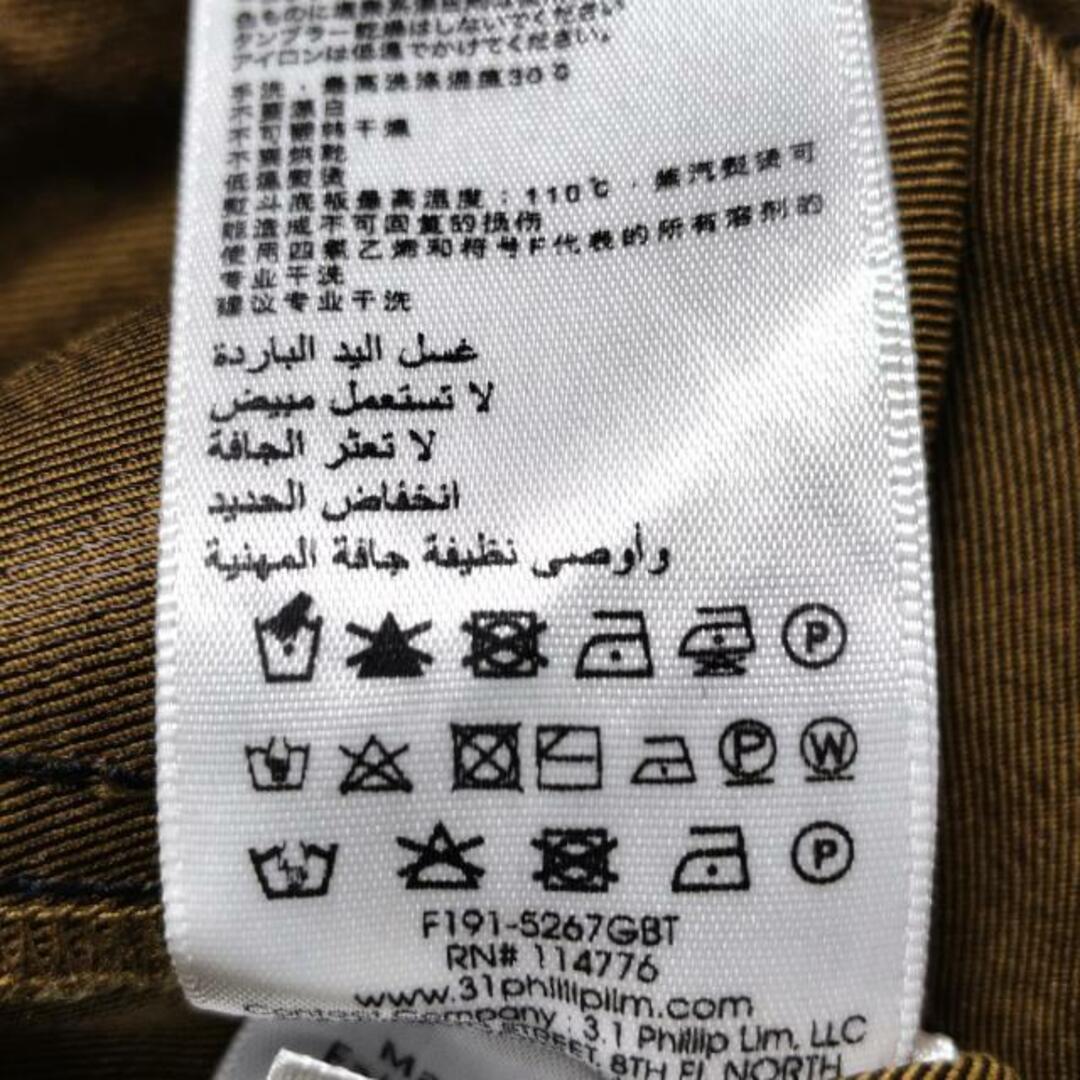 タンブラー乾燥はしないでください。
アイロンは低温でかけてください。
手洗，最高洗涤温度30℃
不要漂白
不可翻转干燥
不要烘乾
低温熨烫
熨斗底板最高温度：110℃，蒸汽熨烫可
能造成不可回复的损伤
使用四氯乙烯和符号F代表的所有溶剂的
专业干洗
建议专业干洗
غسل اليد الباردة
لا تستعمل مبيض
لا تعثر الجافة
انخفاض الحديد
وأوصى نظيفة جافة المهنية
P
P W
P
F191-5267GBT
RN# 114776
www.31philliplim.com
Contact Company : 3.1 Phillip Lim, LLC
STREET, 8TH FL NORTH